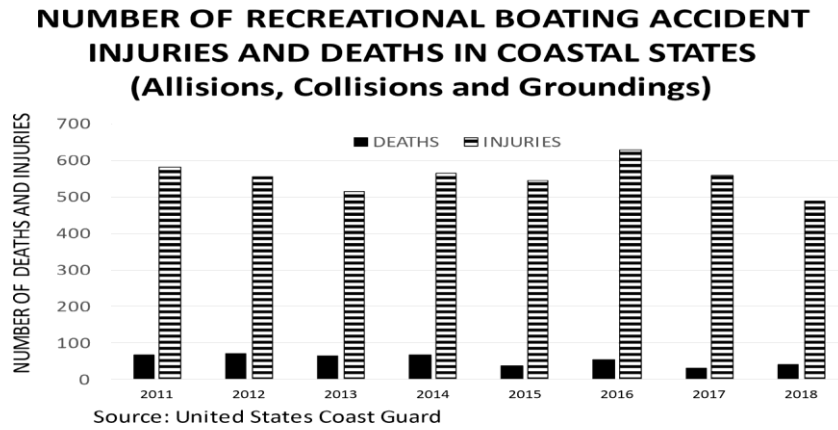 NUMBER OF RECREATIONAL BOATING ACCIDENT
INJURIES AND DEATHS IN COASTAL STATES
(Allisions, Collisions and Groundings)
NUMBER OF DEATHS AND INJURIES
700
600
500
400
300
200
100
0
DEATHS INJURIES
2011 2012 2013 2014 2015 2016 2017 2018
Source: United States Coast Guard